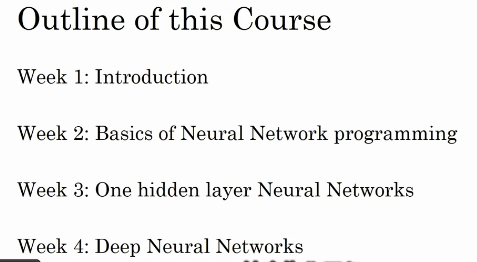 Outline of this Course
Week 1: Introduction
Week 2: Basics of Neural Network programming
Week 3: One hidden layer Neural Networks
Week 4: Deep Neural Networks